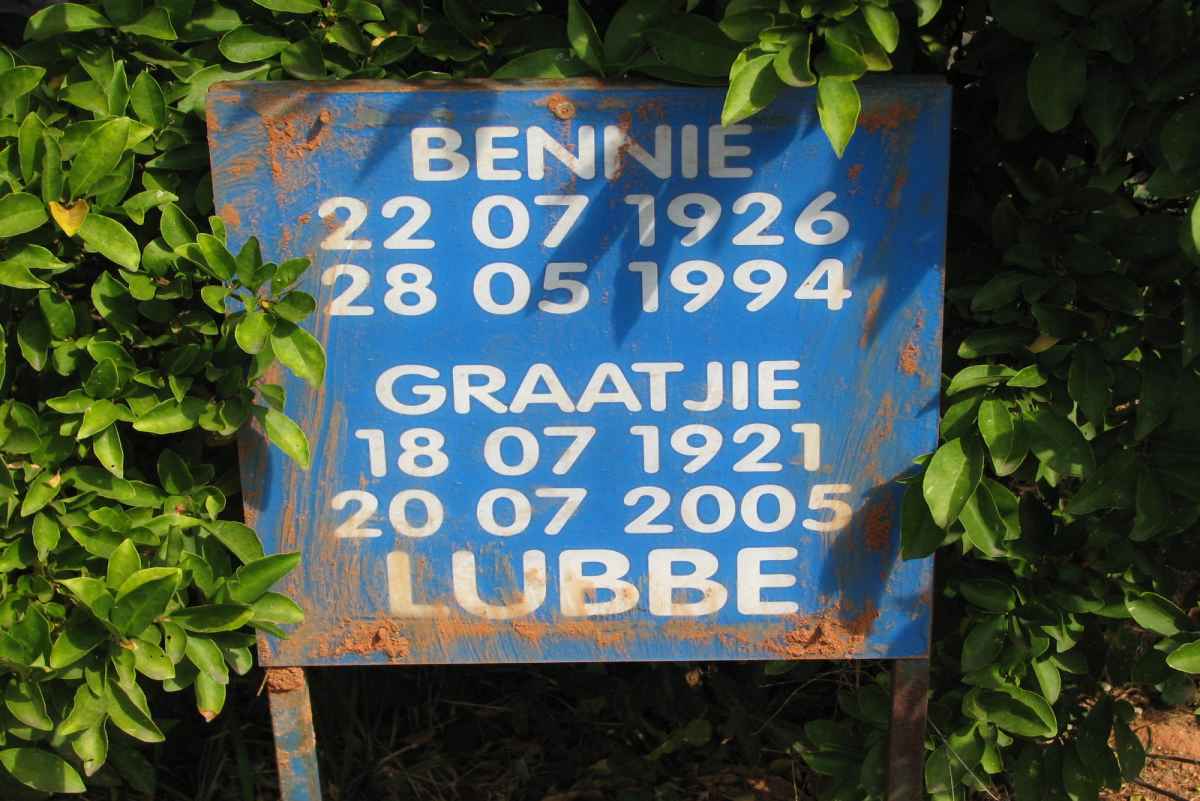 BENNIE
22 07 1926
28 05 1994
GRAATJIE
18 07 1921
20 07 2005
LUBBE